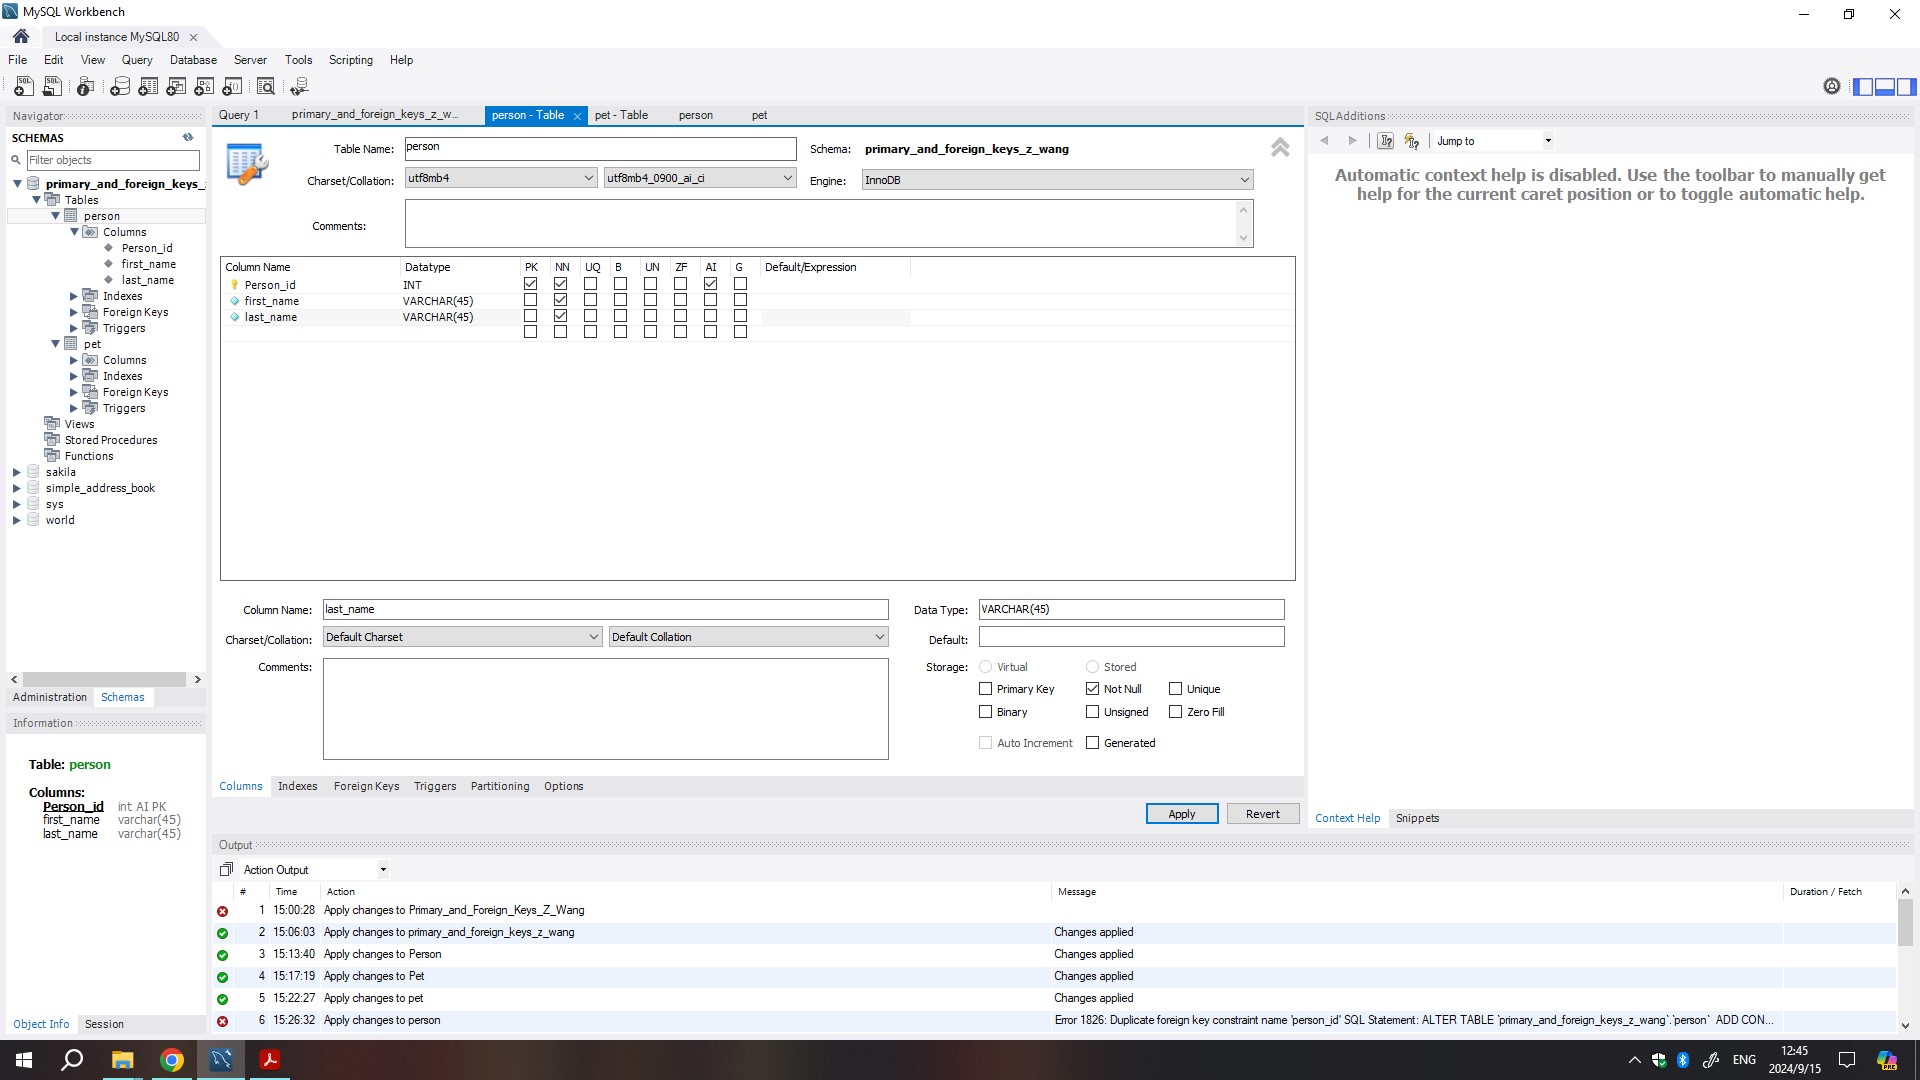 MySQL Workbench
Local instance MySQL80
File Edit View Query Database Server Tools Scripting Help
Navigator
SCHEMAS
Filter objects
primary_and_foreign_keys_
Tables
person
Columns
Person_id
first_name
last_name
Indexes
Foreign Keys
Triggers
pet
Columns
Indexes
Foreign Keys
Triggers
Views
Stored Procedures
Functions
sakila
simple_address_book
sys
world
Administration Schemas
Information
Table: person
Columns:
Person_id int AI PK
first_name varchar(45)
last_name varchar(45)
Object Info Session
Query 1 primary_and_foreign_keys_z_w... person - Table pet - Table person pet
Table Name: person Schema: primary_and_foreign_keys_z_wang
Charset/Collation: utf8mb4 utf8mb4_0900_ai_ci Engine: InnoDB
Comments:
Column Name Datatype PK NN UQ B UN ZF AI G Default/Expression
Person_id INT
first_name VARCHAR(45)
last_name VARCHAR(45)
Column Name: last_name Data Type: VARCHAR(45)
Charset/Collation: Default Charset Default Collation Default:
Comments: Storage: Virtual Stored
Primary Key Not Null Unique
Binary Unsigned Zero Fill
Auto Increment Generated
Columns Indexes Foreign Keys Triggers Partitioning Options
Apply Revert
SQLAdditions
Jump to
Automatic context help is disabled. Use the toolbar to manually get
help for the current caret position or to toggle automatic help.
Context Help Snippets
Output
Action Output
# Time Action Message Duration / Fetch
1 15:00:28 Apply changes to Primary_and_Foreign_Keys_Z_Wang
2 15:06:03 Apply changes to primary_and_foreign_keys_z_wang Changes applied
3 15:13:40 Apply changes to Person Changes applied
4 15:17:19 Apply changes to Pet Changes applied
5 15:22:27 Apply changes to pet Changes applied
6 15:26:32 Apply changes to person Error 1826: Duplicate foreign key constraint name 'person_id' SQL Statement: ALTER TABLE `primary_and_foreign_keys_z_wang`.`person` ADD CON...
ENG
12:45
2024/9/15